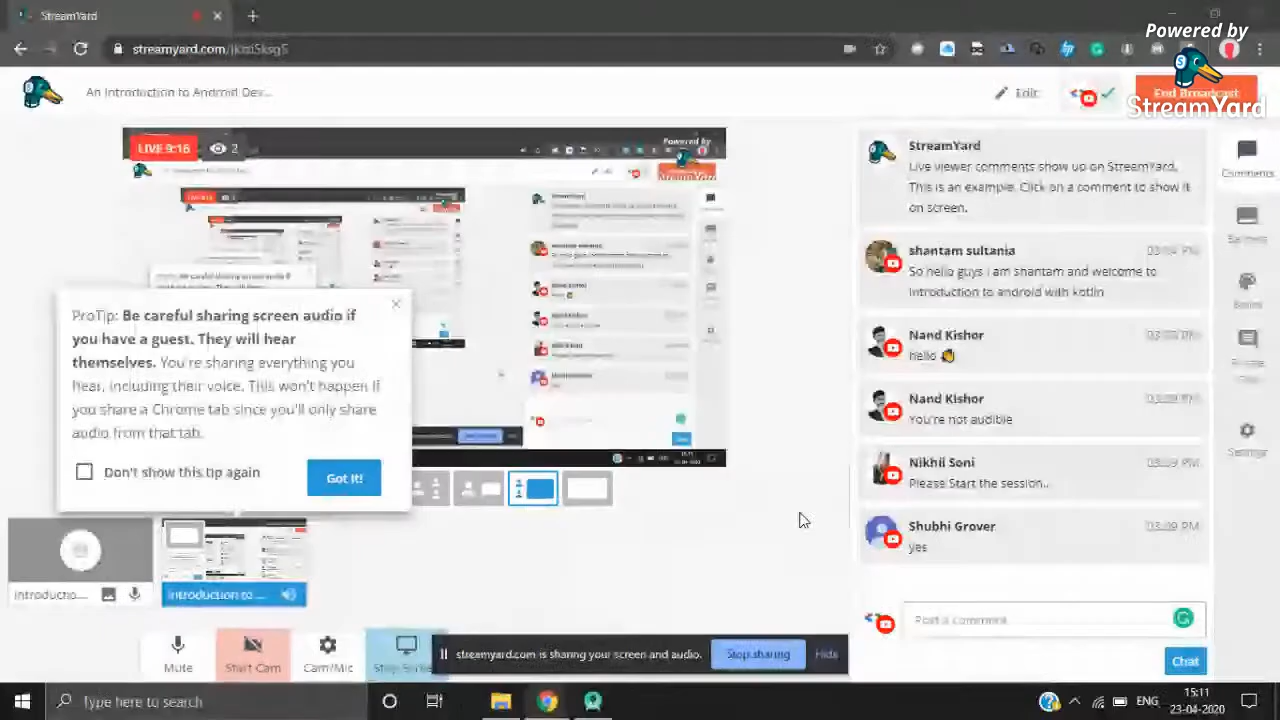 StreamYard
Powered by
StreamYard
An Introduction to Android Dev...
Edit
End Broadcast
LIVE 9:16
2
Powered by
StreamYard
Live viewer comments show up on StreamYard.
This is an example. Click on a comment to show it
on screen.
Comments
shantam sultania
So hello guys i am shantam and welcome to
introduction to android with kotlin
Nand Kishor
hello 👏
Nand Kishor
You're not audible
Nikhil Soni
Please Start the session..
Shubhi Grover
yes
ProTip: Be careful sharing screen audio if
you have a guest. They will hear
themselves. You're sharing everything you
hear, including their voice. This won't happen if
you share a Chrome tab since you'll only share
audio from that tab.
Don't show this tip again
Got It!
Introductio...
Introduction to ...
Post a comment
Chat
Mute
Start Cam
Cam/Mic
streamyard.com is sharing your screen and audio.
Stop sharing
Hide
Settings
Type here to search
ENG
15:11
23-04-2020